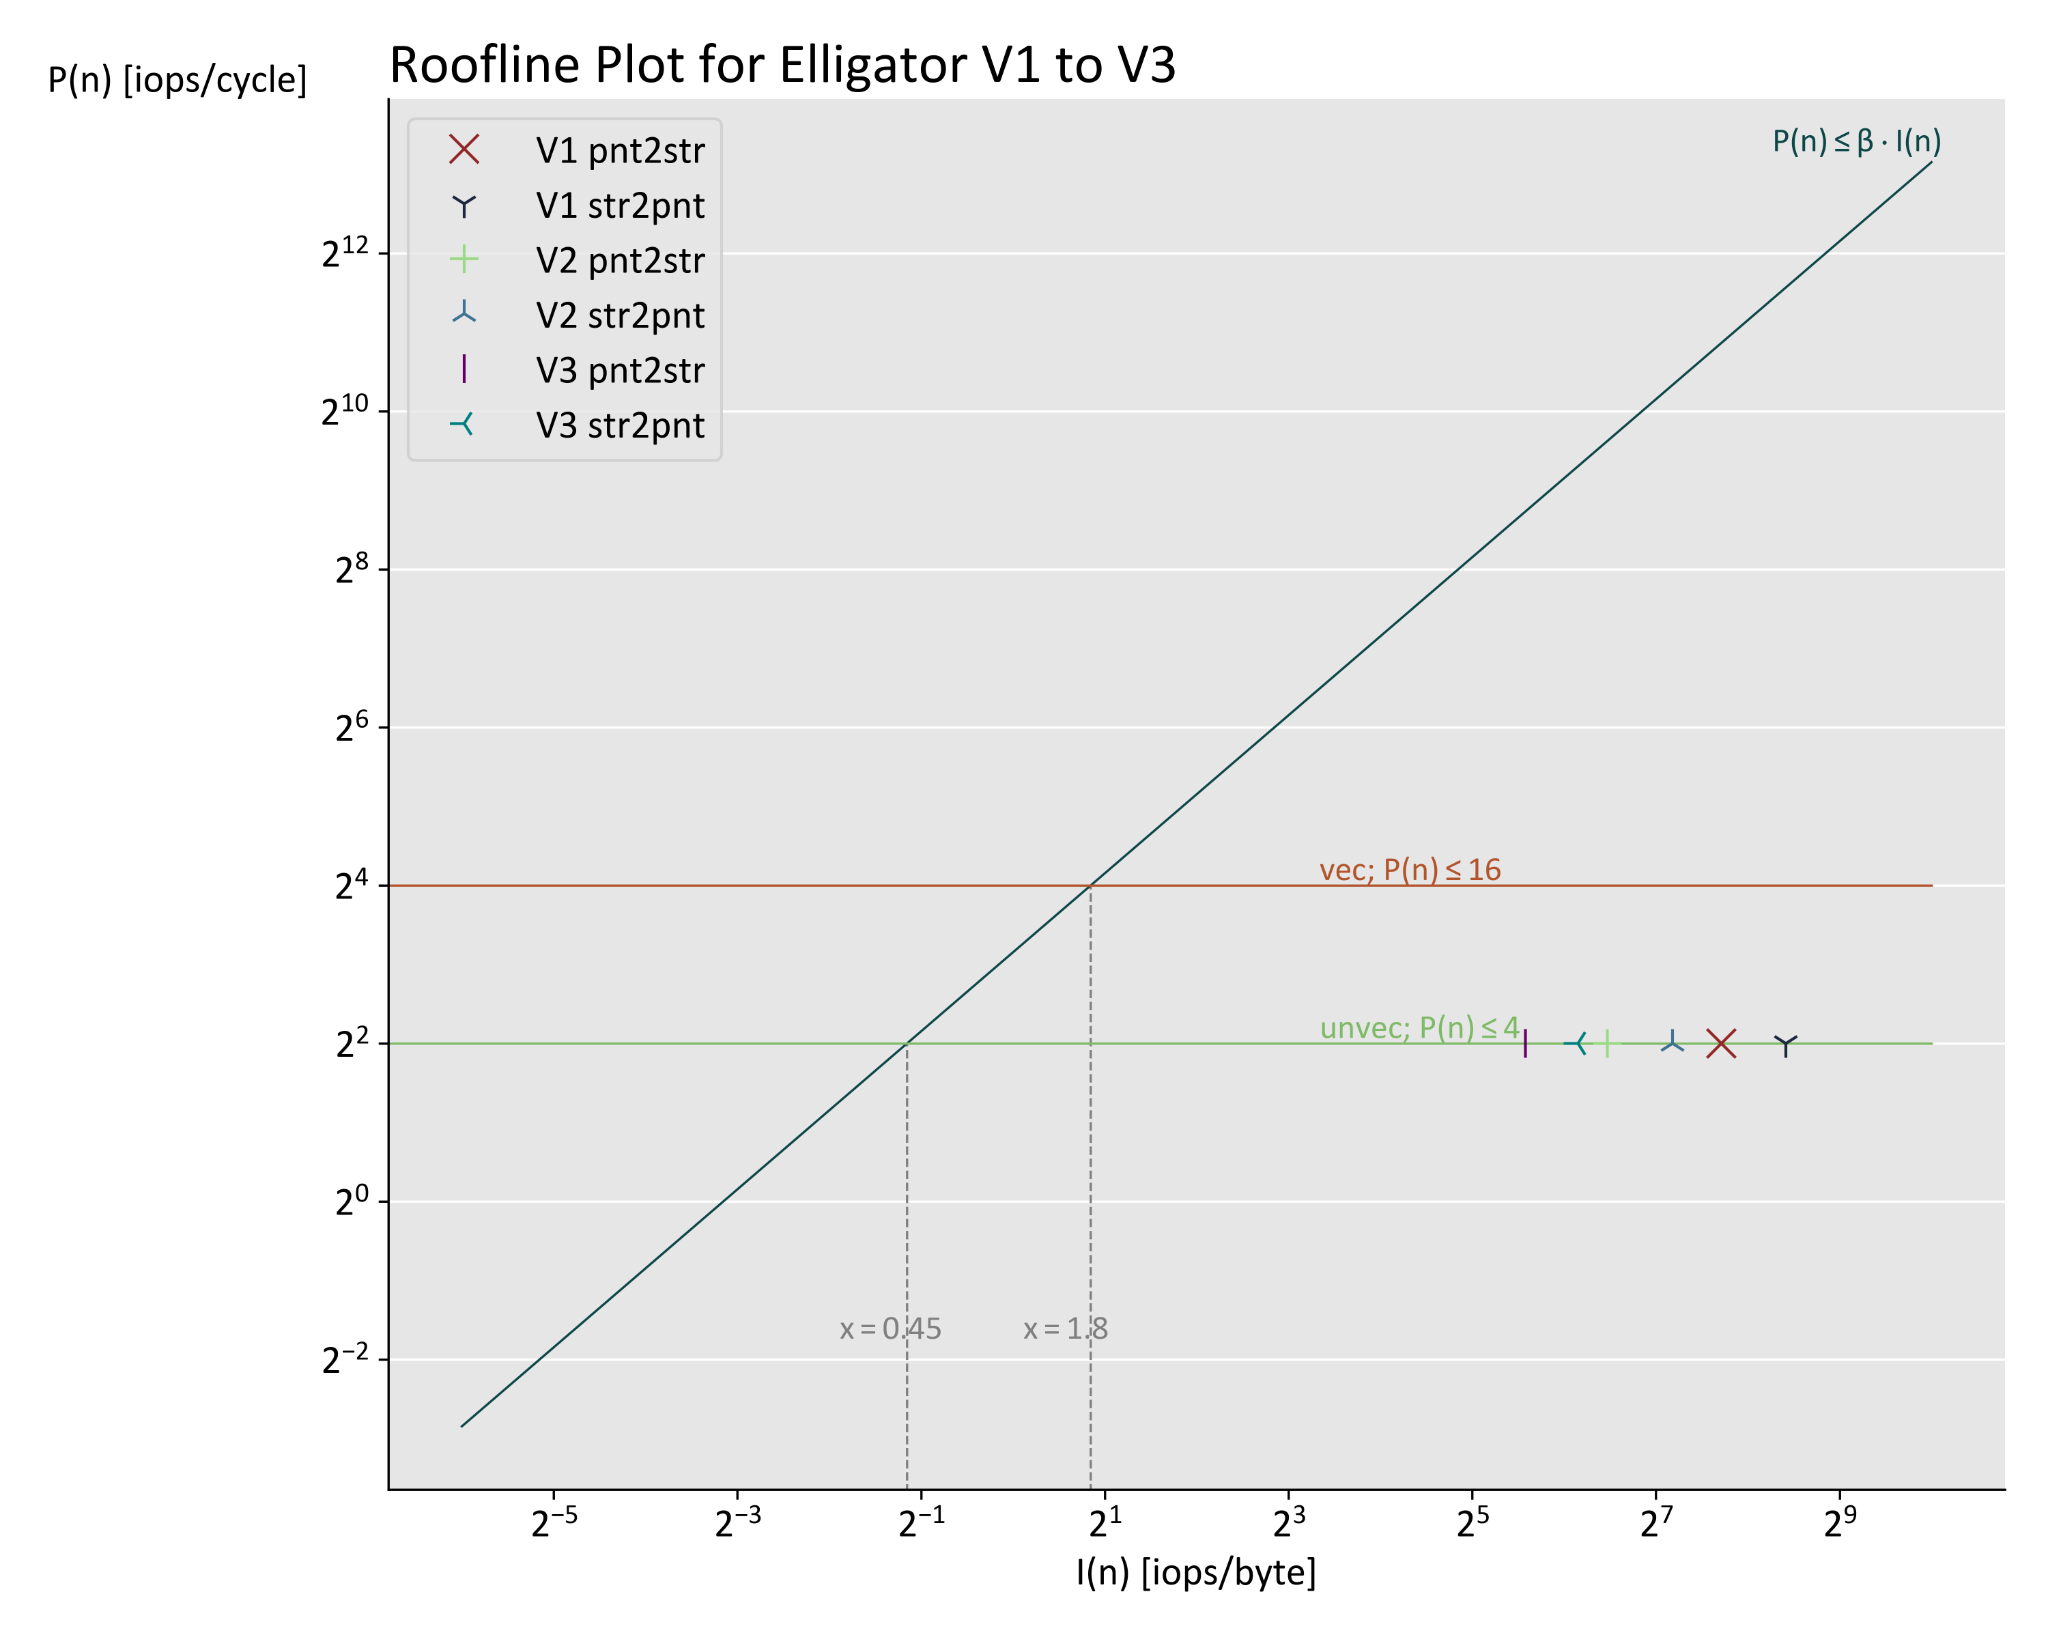 Roofline Plot for Elligator V1 to V3
P(n) [iops/cycle]
V1 pnt2str
V1 str2pnt
V2 pnt2str
V2 str2pnt
V3 pnt2str
V3 str2pnt
P(n) ≤ β · I(n)
2¹²
2¹⁰
2⁸
2⁶
2⁴
2²
2⁰
2⁻²
vec; P(n) ≤ 16
unvec; P(n) ≤ 4
x = 0.45
x = 1.8
2⁻⁵ 2⁻³ 2⁻¹ 2¹ 2³ 2⁵ 2⁷ 2⁹
I(n) [iops/byte]